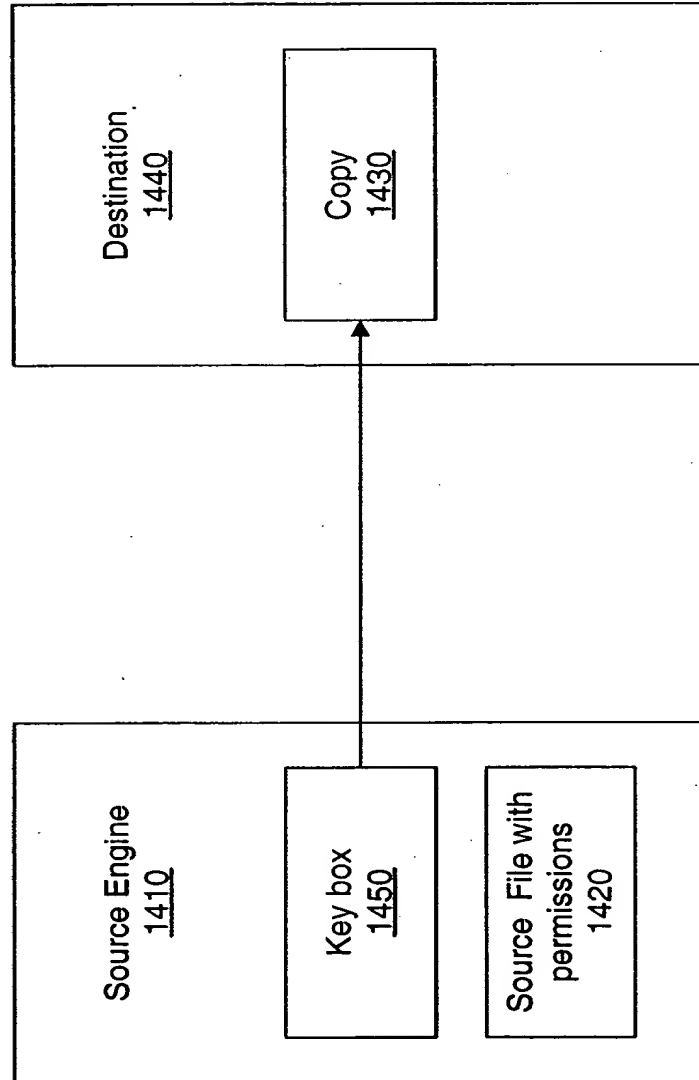 Source Engine
1410
Key box
1450
Source File with
permissions
1420
Destination
1440
Copy
1430